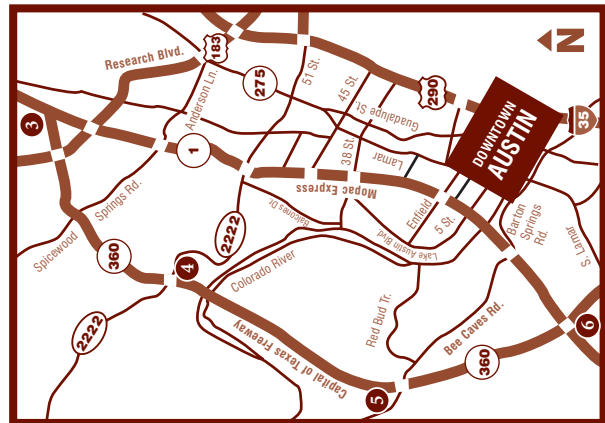 N
Research Blvd.
183
3
Anderson Ln.
275
51 St.
45 St.
Guadalupe St.
290
35
DOWNTOWN
AUSTIN
1
38 St.
Lamar
Mopac Express
Spicewood
Springs Rd.
360
2222
Balcones Dr.
Enfield
5 St.
Barton
Springs
Rd.
S. Lamar
4
Colorado River
Lake Austin Blvd.
2222
Capital of Texas Freeway
Red Bud Tr.
Bee Caves Rd.
360
5
6